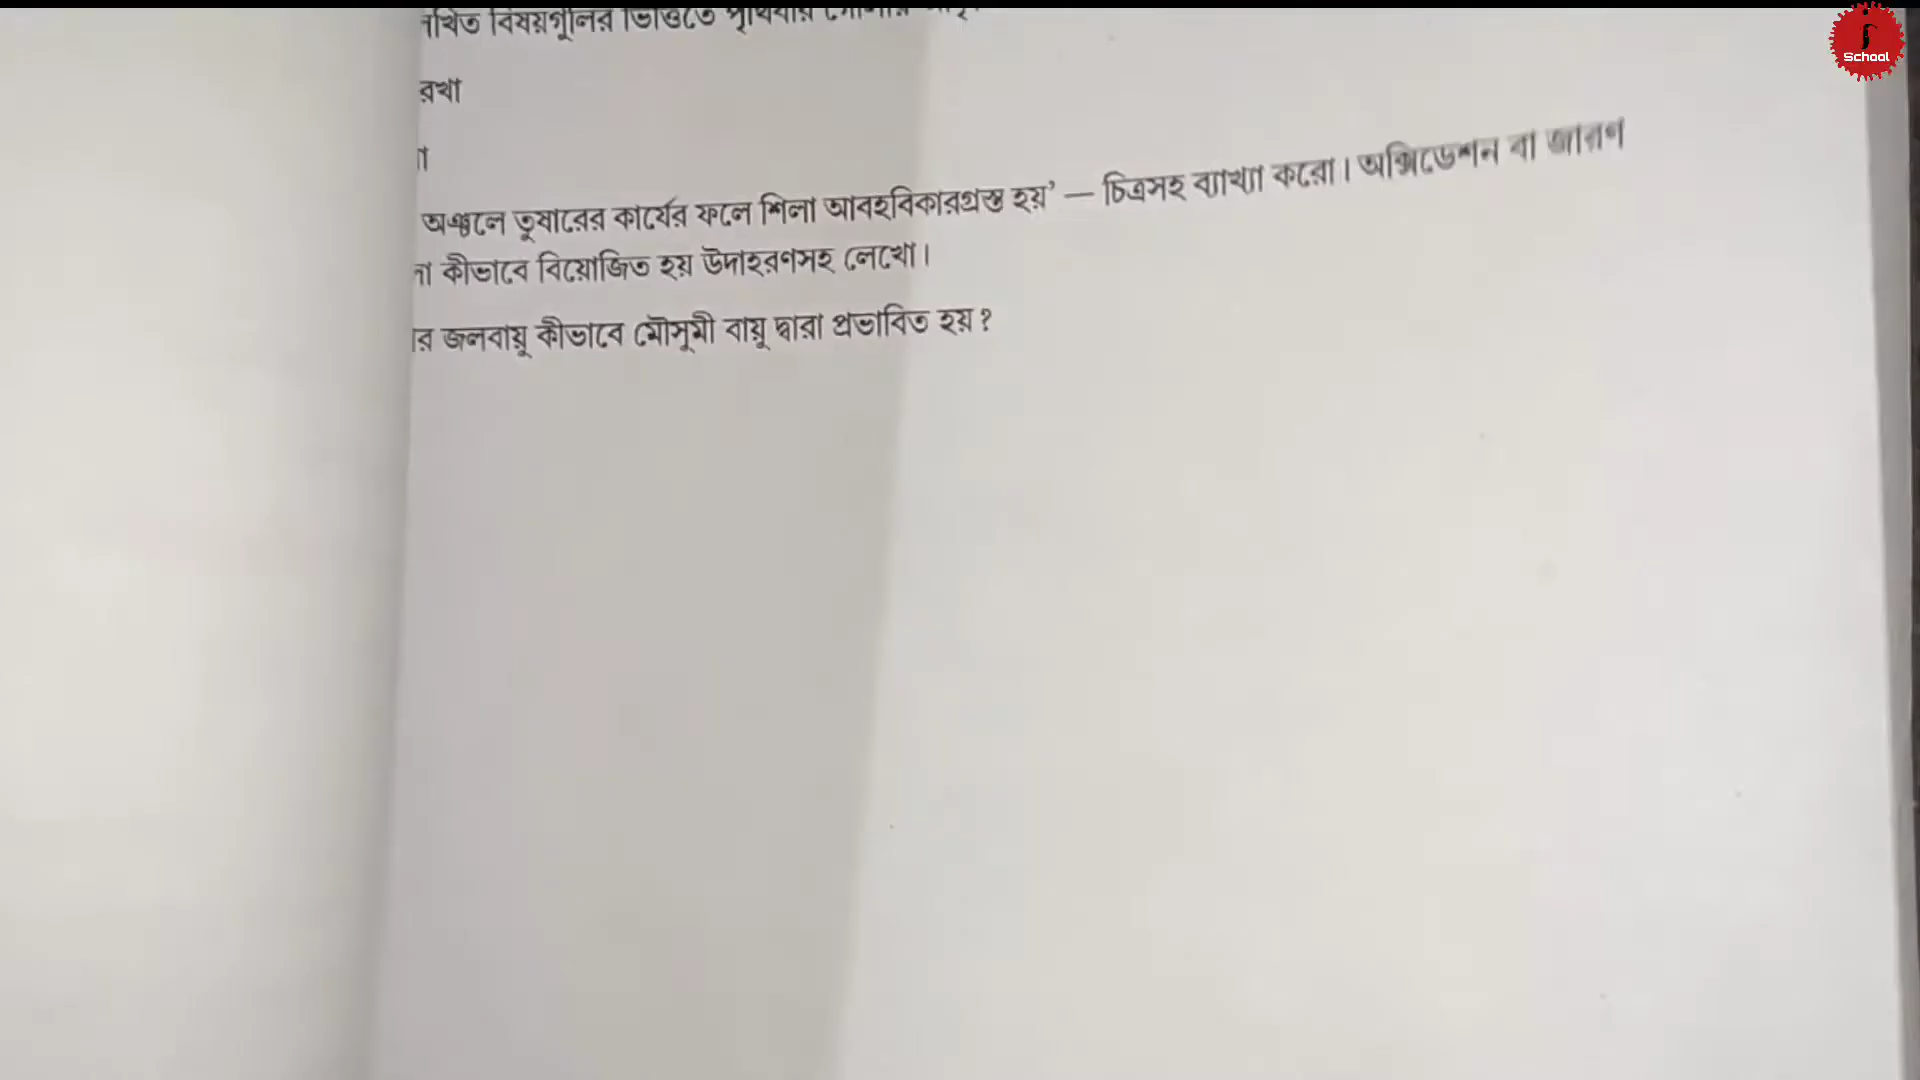 বিষয়গুলির ভিত্তিতে পৃথিবীর
রেখা
অঞ্চলে তুষারের কার্যের ফলে শিলা আবহবিকারগ্রস্ত হয়’ — চিত্রসহ ব্যাখ্যা করো। অক্সিডেশন বা জারণ
কীভাবে বিয়োজিত হয় উদাহরণসহ লেখো।
জলবায়ু কীভাবে মৌসুমী বায়ু দ্বারা প্রভাবিত হয়?
School